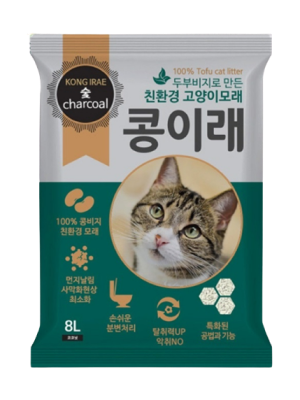 KONG IRAE
숯
charcoal
100% Tofu cat litter
두부비지로 만든
친환경 고양이모래
콩이래
100% 콩비지
친환경 모래
먼지날림
사막화현상
최소화
손쉬운
분변처리
탈취력UP
악취NO
특화된
공법과 기능
8L